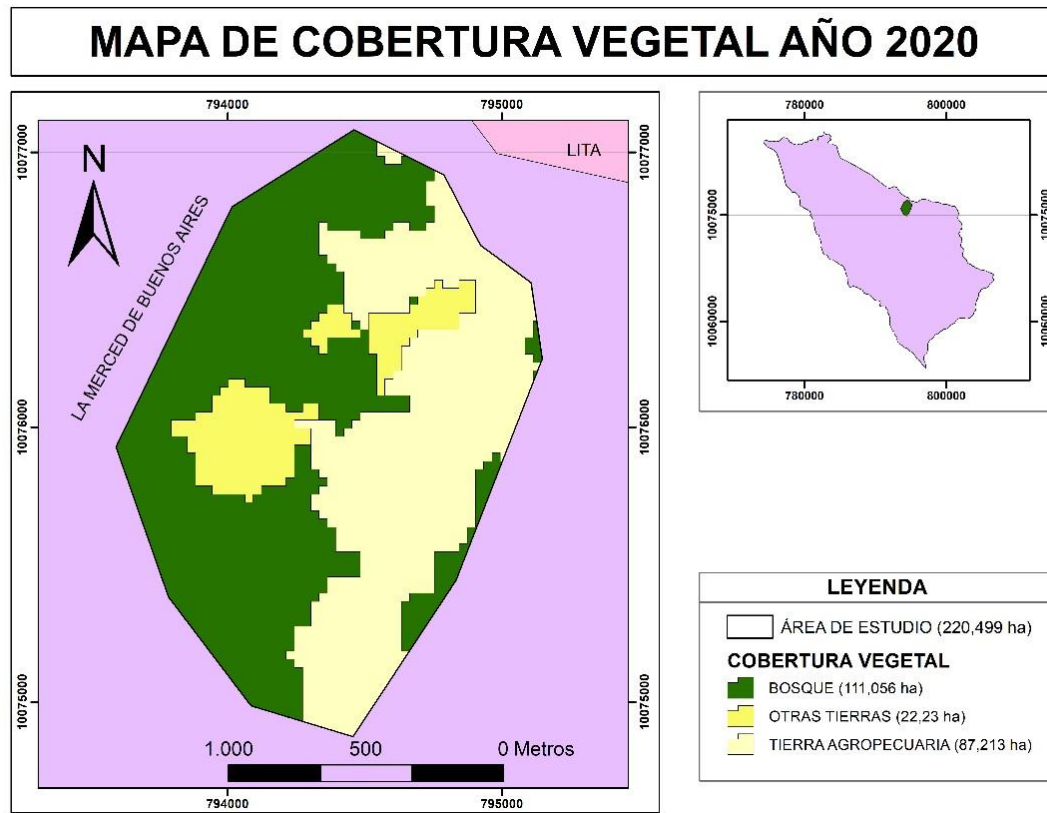 MAPA DE COBERTURA VEGETAL AÑO 2020
794000
795000
10077000
10077000
N
LITA
LA MERCED DE BUENOS AIRES
10076000
10076000
10075000
10075000
1.000
500
0 Metros
794000
795000
780000
800000
10075000
10075000
10060000
10060000
780000
800000
LEYENDA
ÁREA DE ESTUDIO (220,499 ha)
COBERTURA VEGETAL
BOSQUE (111,056 ha)
OTRAS TIERRAS (22,23 ha)
TIERRA AGROPECUARIA (87,213 ha)